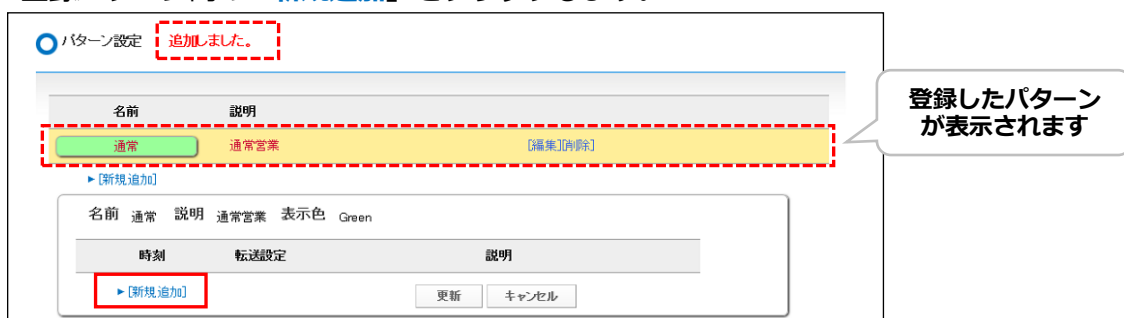 パターン設定 追加しました。
名前 説明
通常 通常営業 [編集][削除]
登録したパターン
が表示されます
▶[新規追加]
名前 通常 説明 通常営業 表示色 Green
時刻 転送設定 説明
▶[新規追加] 更新 キャンセル